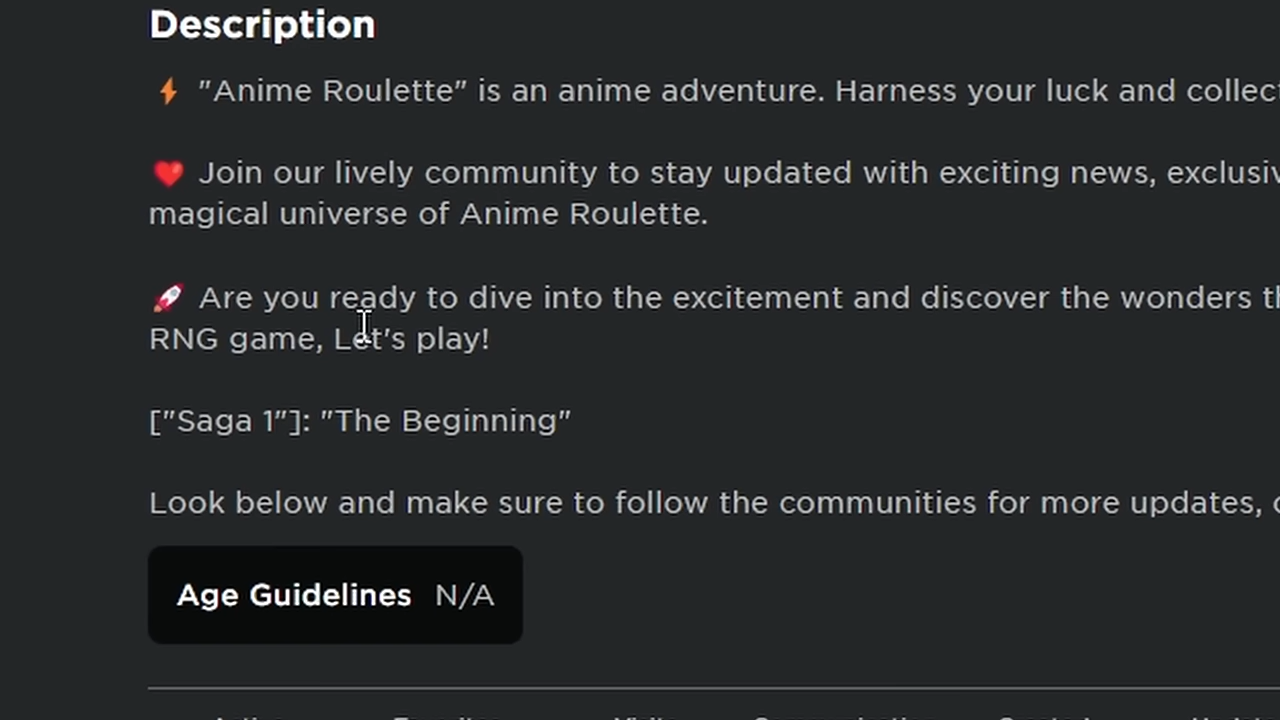 Description
⚡ "Anime Roulette" is an anime adventure. Harness your luck and collect
❤️ Join our lively community to stay updated with exciting news,
magical universe of Anime Roulette.
🚀 Are you ready to dive into the excitement and discover the wonders
RNG game, Let's play!
["Saga 1"]: "The Beginning"
Look below and make sure to follow the communities for more updates,
Age Guidelines N/A